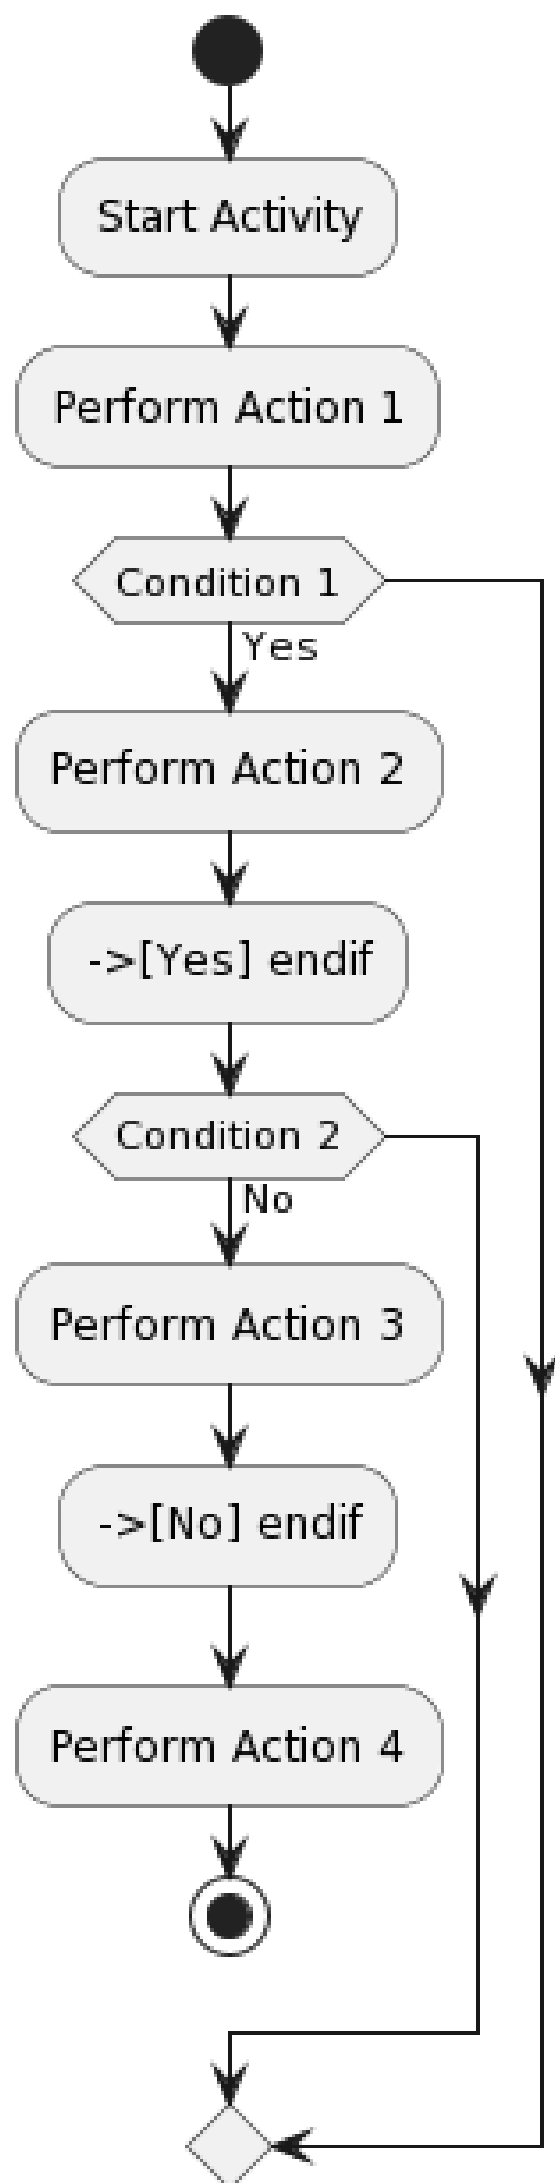 Start Activity
Perform Action 1
Condition 1
Yes
Perform Action 2
->[Yes] endif
Condition 2
No
Perform Action 3
->[No] endif
Perform Action 4